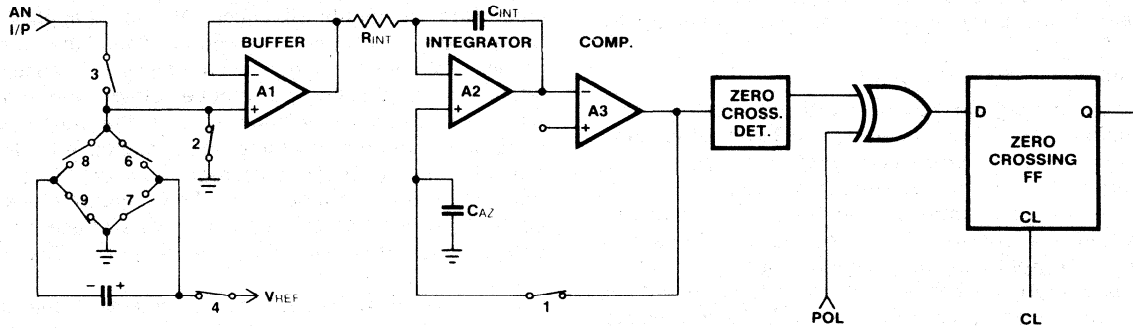 AN
I/P
3
BUFFER
A1
−
+
RINT
CINT
INTEGRATOR
A2
−
+
COMP.
A3
−
+
ZERO
CROSS.
DET.
D
Q
ZERO
CROSSING
FF
CL
2
8
6
9
7
CAZ
− +
4
VREF
1
POL
CL